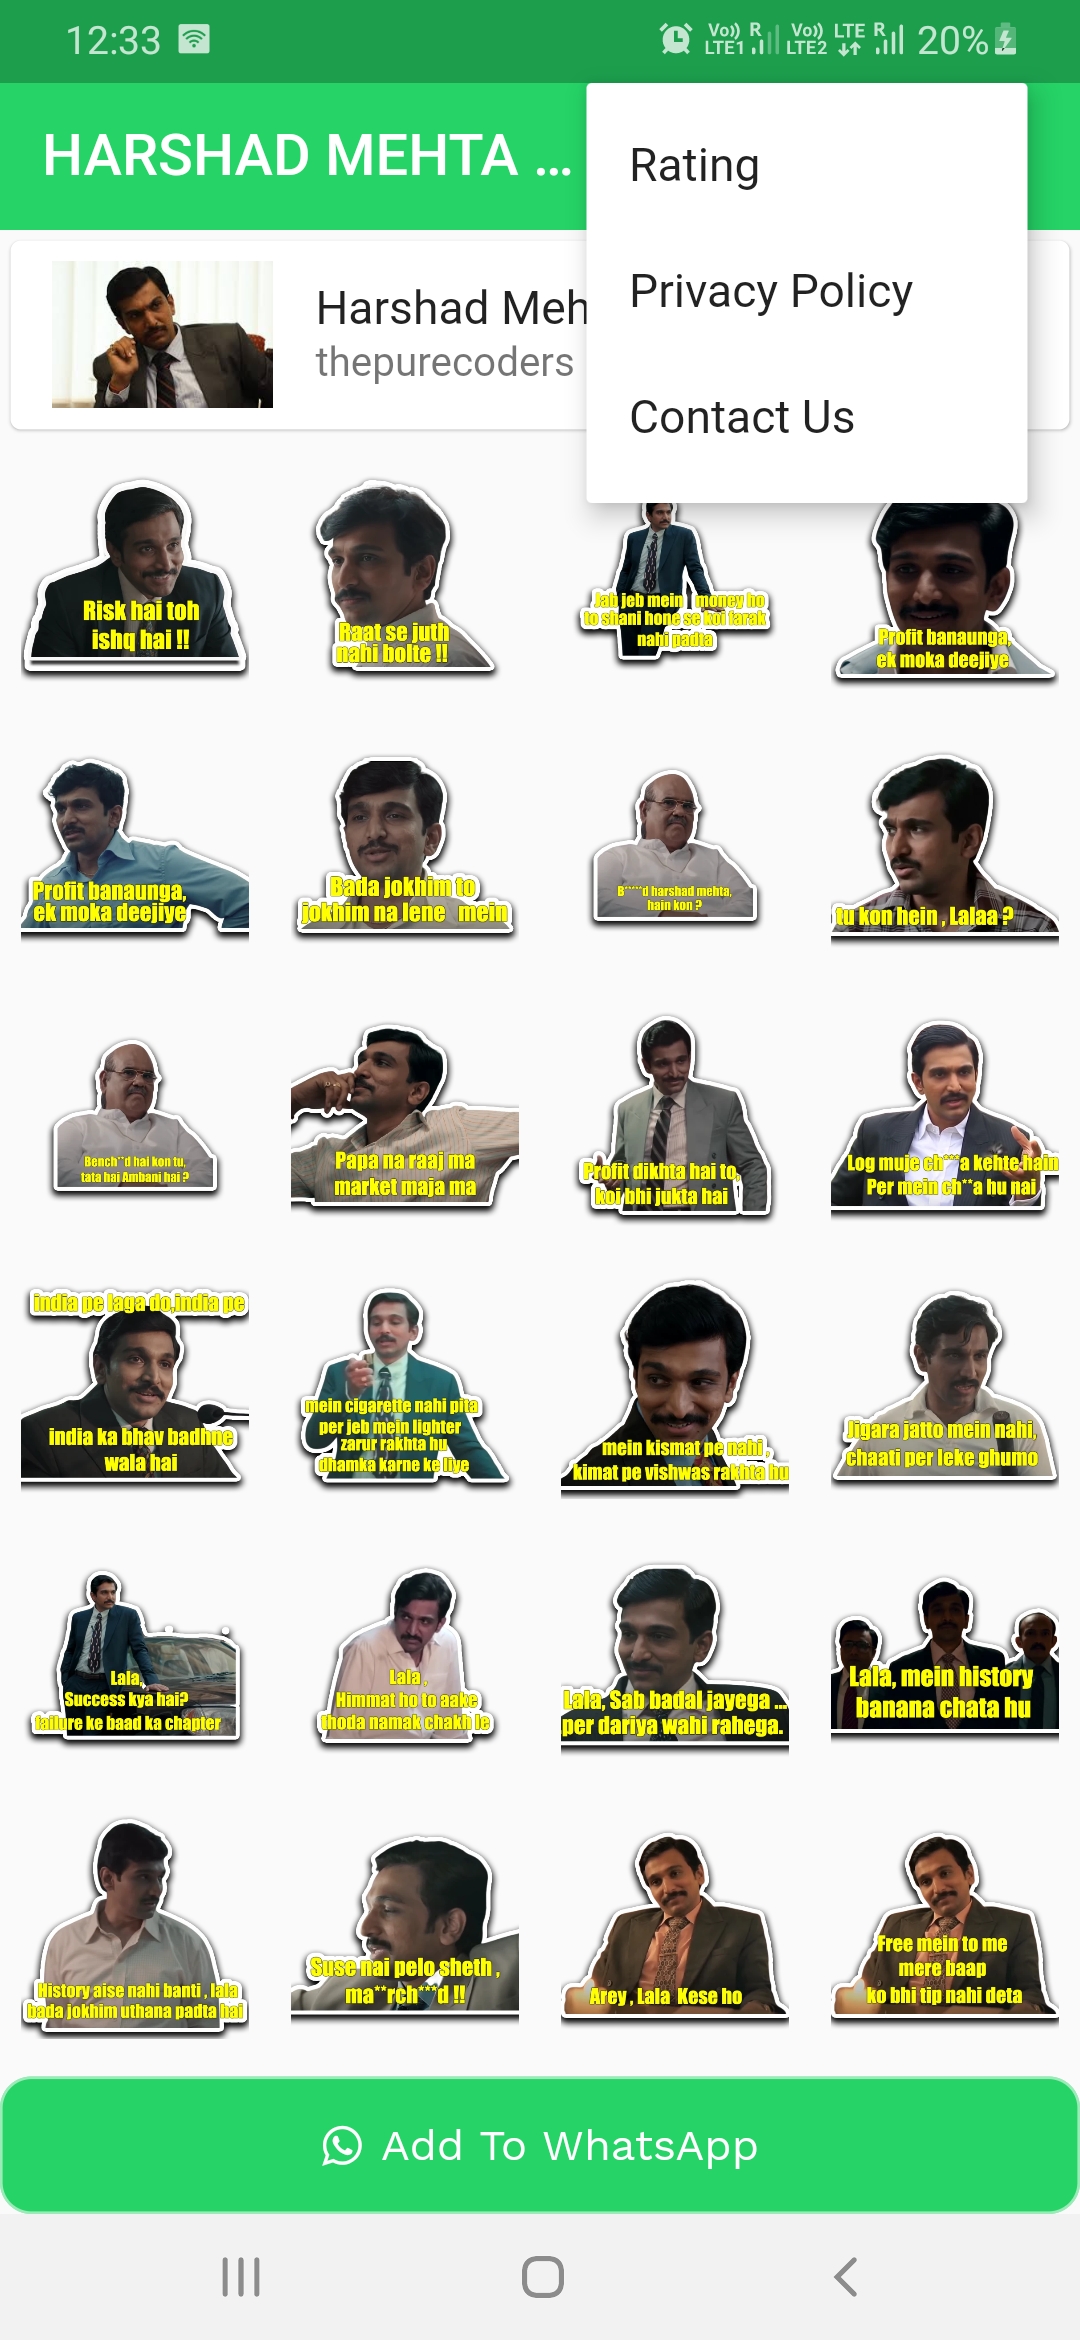 12:33
Vo)) R Vo)) LTE R
LTE1 LTE2 20%
HARSHAD MEHTA ...
Rating
Privacy Policy
Contact Us
Harshad Meh
thepurecoders
Risk hai toh
ishq hai !!
Raat se juth
nahi bolte !!
Jab jeb mein money ho
to shani hone se koi farak
nahi padta
Profit banaunga,
ek moka deejiye
Profit banaunga,
ek moka deejiye
Bada jokhim to
jokhim na lene mein
B*****d harshad mehta,
hain kon ?
tu kon hein , Lalaa ?
Bench**d hai kon tu,
tata hai Ambani hai ?
Papa na raaj ma
market maja ma
Profit dikhta hai to,
koi bhi jukta hai
Log muje ch***a kehte hain
Per mein ch**a hu nai
india pe laga do,india pe
india ka bhav badhne
wala hai
mein cigarette nahi pita
per jeb mein lighter
zarur rakhta hu
dhamka karne ke liye
mein kismat pe nahi ,
kimat pe vishwas rakhta hu
Jigara jatto mein nahi,
chaati per leke ghumo
Lala,
Success kya hai?
failure ke baad ka chapter
Lala ,
Himmat ho to aake
thoda namak chakh le
Lala, Sab badal jayega ...
per dariya wahi rahega.
Lala, mein history
banana chata hu
History aise nahi banti , lala
bada jokhim uthana padta hai
Suse nai pelo sheth ,
ma**rch***d !!
Arey , Lala Kese ho
Free mein to me
mere baap
ko bhi tip nahi deta
Add To WhatsApp